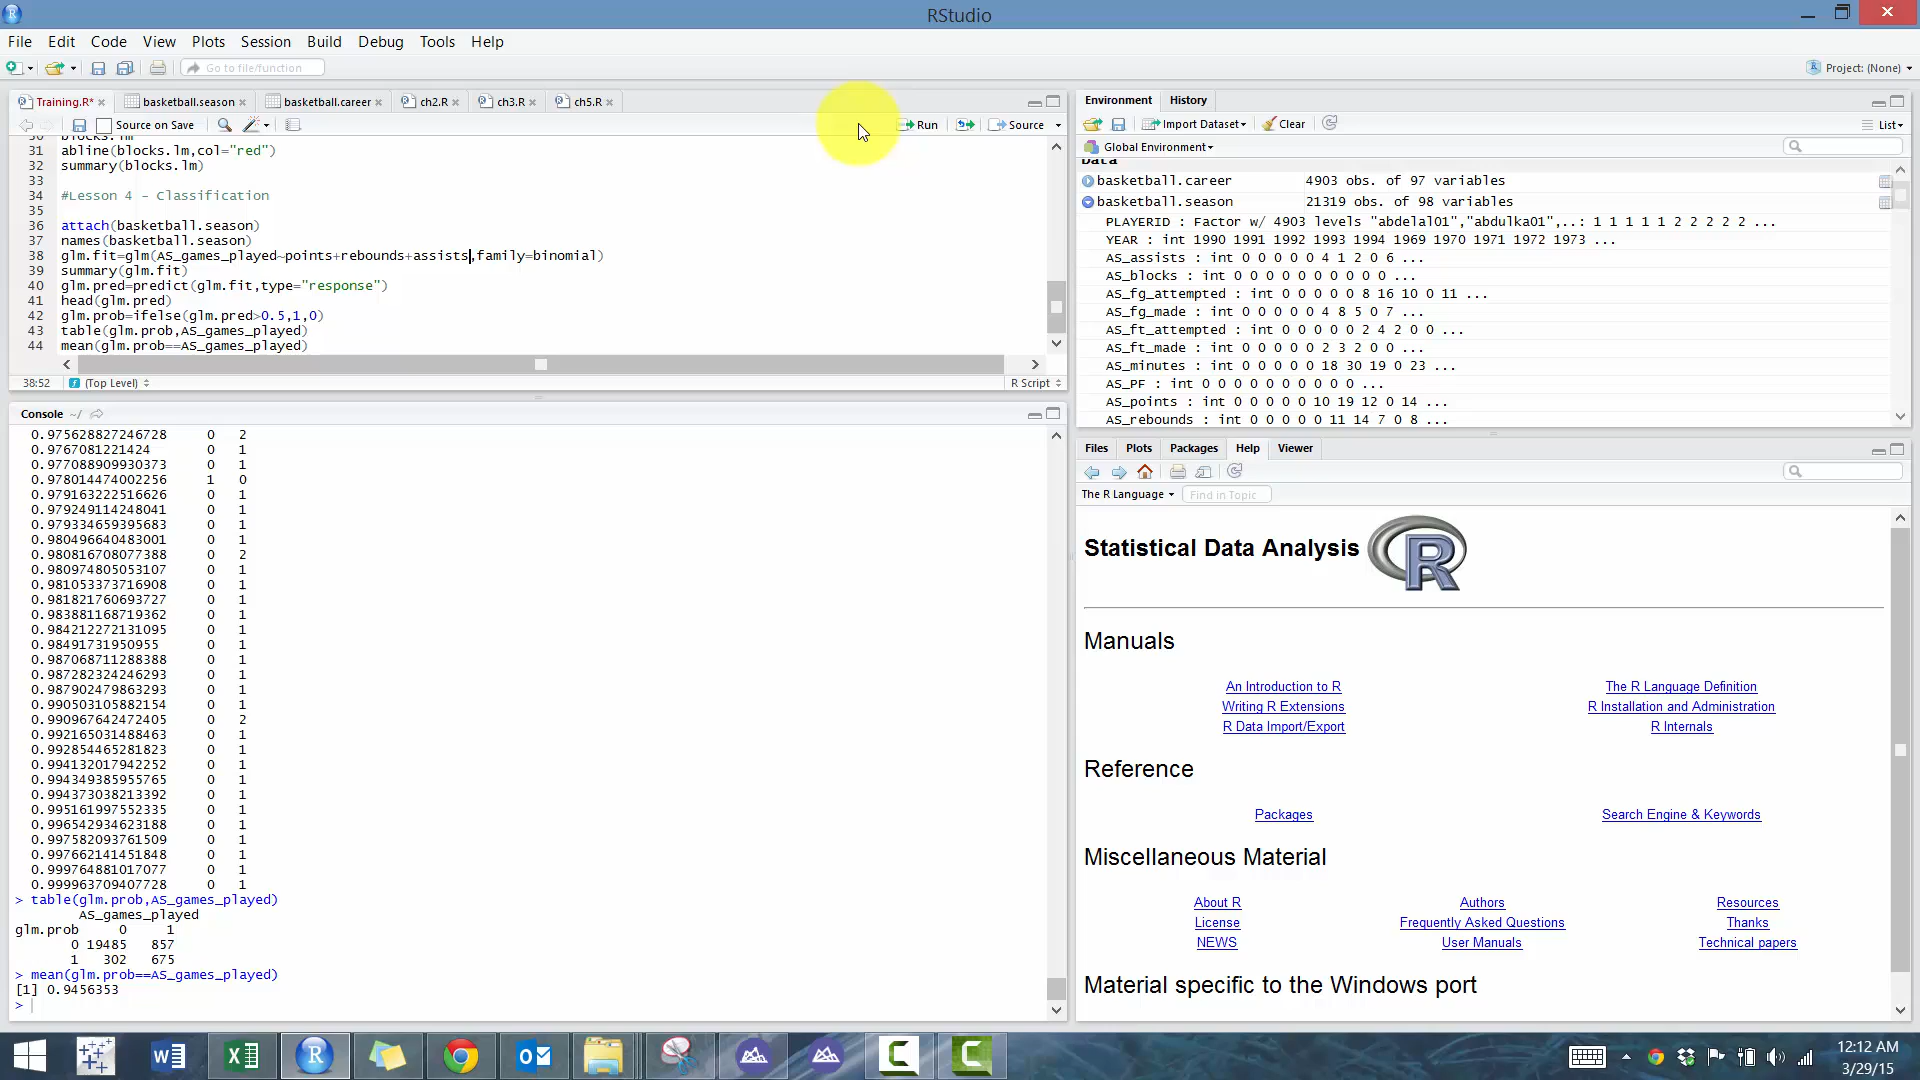 RStudio
File Edit Code View Plots Session Build Debug Tools Help
Go to file/function
Project: (None)
Training.R* basketball.season basketball.career ch2.R ch3.R ch5.R
Source on Save Run Source
30 blocks.lm
31 abline(blocks.lm,col="red")
32 summary(blocks.lm)
33
34 #Lesson 4 - Classification
35
36 attach(basketball.season)
37 names(basketball.season)
38 glm.fit=glm(AS_games_played~points+rebounds+assists,family=binomial)
39 summary(glm.fit)
40 glm.pred=predict(glm.fit,type="response")
41 head(glm.pred)
42 glm.prob=ifelse(glm.pred>0.5,1,0)
43 table(glm.prob,AS_games_played)
44 mean(glm.prob==AS_games_played)
38:52 (Top Level) R Script
Console ~/
0.975628827246728 0 2
0.9767081221424 0 1
0.977088909930373 0 1
0.978014474002256 1 0
0.979163222516626 0 1
0.979249114248041 0 1
0.979334659395683 0 1
0.980496640483001 0 1
0.980816708077388 0 2
0.980974805053107 0 1
0.981053373716908 0 1
0.981821760693727 0 1
0.983881168719362 0 1
0.984212272131095 0 1
0.98491731950955 0 1
0.987068711288388 0 1
0.987282324246293 0 1
0.987902479863293 0 1
0.990503105882154 0 1
0.990967642472405 0 2
0.992165031488463 0 1
0.992854465281823 0 1
0.994132017942252 0 1
0.994349385955765 0 1
0.994373038213392 0 1
0.995161997552335 0 1
0.996542934623188 0 1
0.997582093761509 0 1
0.997662141451848 0 1
0.999764881017077 0 1
0.999963709407728 0 1
> table(glm.prob,AS_games_played)
AS_games_played
glm.prob 0 1
0 19485 857
1 302 675
> mean(glm.prob==AS_games_played)
[1] 0.9456353
>
Environment History
Import Dataset Clear List
Global Environment
Data
basketball.career 4903 obs. of 97 variables
basketball.season 21319 obs. of 98 variables
PLAYERID : Factor w/ 4903 levels "abdelal01","abdulka01",..: 1 1 1 1 1 2 2 2 2 2 ...
YEAR : int 1990 1991 1992 1993 1994 1969 1970 1971 1972 1973 ...
AS_assists : int 0 0 0 0 0 4 1 2 0 6 ...
AS_blocks : int 0 0 0 0 0 0 0 0 0 0 ...
AS_fg_attempted : int 0 0 0 0 0 8 16 10 0 11 ...
AS_fg_made : int 0 0 0 0 0 4 8 5 0 7 ...
AS_ft_attempted : int 0 0 0 0 0 2 4 2 0 0 ...
AS_ft_made : int 0 0 0 0 0 2 3 2 0 0 ...
AS_minutes : int 0 0 0 0 0 18 30 19 0 23 ...
AS_PF : int 0 0 0 0 0 0 0 0 0 0 ...
AS_points : int 0 0 0 0 0 10 19 12 0 14 ...
AS_rebounds : int 0 0 0 0 0 11 14 7 0 8 ...
Files Plots Packages Help Viewer
The R Language Find in Topic
Statistical Data Analysis R
Manuals
An Introduction to R The R Language Definition
Writing R Extensions R Installation and Administration
R Data Import/Export R Internals
Reference
Packages Search Engine & Keywords
Miscellaneous Material
About R Authors Resources
License Frequently Asked Questions Thanks
NEWS User Manuals Technical papers
Material specific to the Windows port
12:12 AM
3/29/15